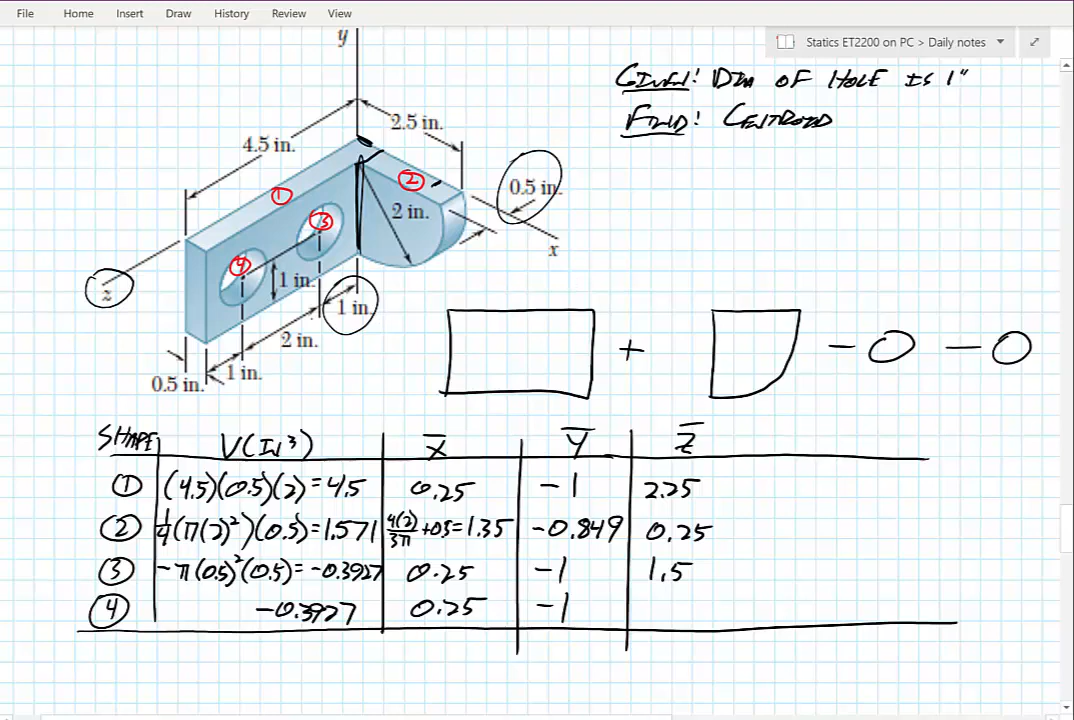 File Home Insert Draw History Review View
Statics ET2200 on PC > Daily notes
GIVEN: DIA OF HOLE IS 1"
FIND: CENTROID
y
4.5 in.
2.5 in.
① ② 0.5 in.
③ 2 in.
④ x
z 1 in.
1 in.
2 in.
0.5 in. 1 in.
+ - -
SHAPE V(IN³) X̅ Y̅ Z̅
① (4.5)(0.5)(2)=4.5 0.25 -1 2.25
② ¼(π(2)²)(0.5)=1.571 4(2)/3π +0.5=1.35 -0.849 0.25
③ -π(0.5)²(0.5)=-0.3927 0.25 -1 1.5
④ -0.3927 0.25 -1